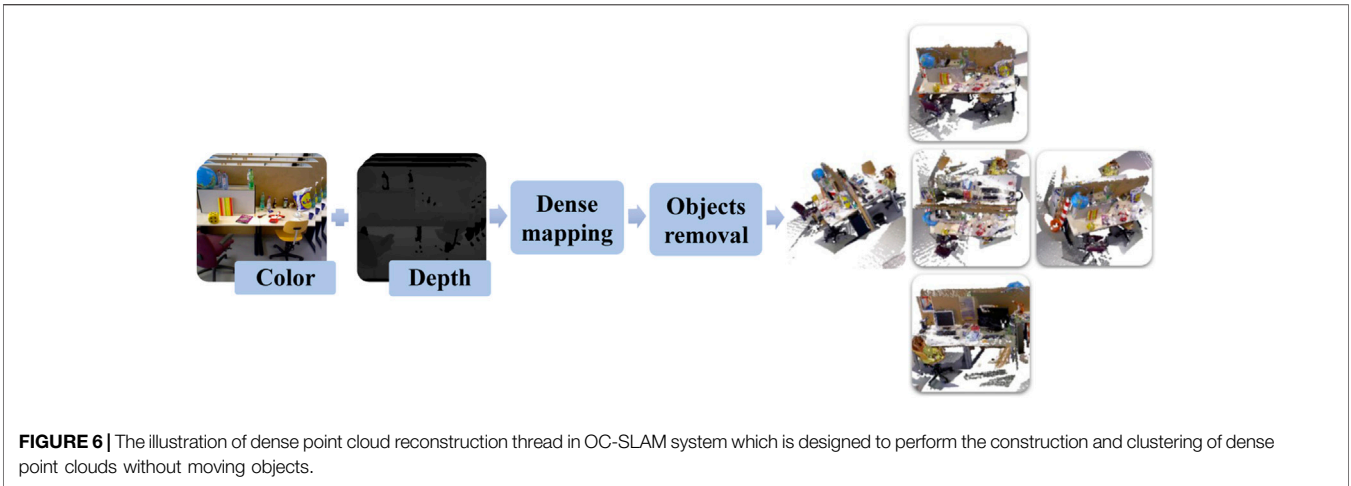 Color
Depth
Dense
mapping
Objects
removal
FIGURE 6 | The illustration of dense point cloud reconstruction thread in OC-SLAM system which is designed to perform the construction and clustering of dense
point clouds without moving objects.